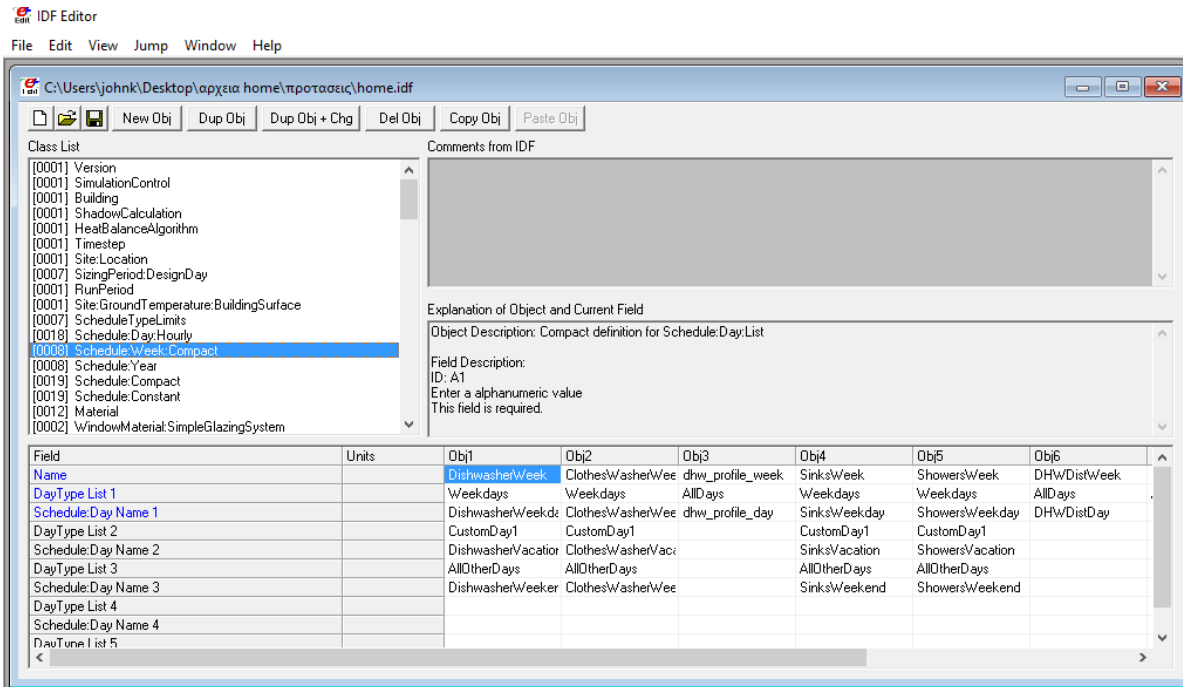 IDF Editor
File Edit View Jump Window Help
C:\Users\johnk\Desktop\αρχεια home\προτασεις\home.idf
New Obj Dup Obj Dup Obj + Chg Del Obj Copy Obj Paste Obj
Class List
[0001] Version
[0001] SimulationControl
[0001] Building
[0001] ShadowCalculation
[0001] HeatBalanceAlgorithm
[0001] Timestep
[0001] Site:Location
[0007] SizingPeriod:DesignDay
[0001] RunPeriod
[0001] Site:GroundTemperature:BuildingSurface
[0007] ScheduleTypeLimits
[0018] Schedule:Day:Hourly
[0008] Schedule:Week:Compact
[0008] Schedule:Year
[0019] Schedule:Compact
[0019] Schedule:Constant
[0012] Material
[0002] WindowMaterial:SimpleGlazingSystem
Comments from IDF
Explanation of Object and Current Field
Object Description: Compact definition for Schedule:Day:List
Field Description:
ID: A1
Enter a alphanumeric value
This field is required.
Field Units Obj1 Obj2 Obj3 Obj4 Obj5 Obj6
Name DishwasherWeek ClothesWasherWee dhw_profile_week SinksWeek ShowersWeek DHWDistWeek
DayType List 1 Weekdays Weekdays AllDays Weekdays Weekdays AllDays
Schedule:Day Name 1 DishwasherWeekda ClothesWasherWee dhw_profile_day SinksWeekday ShowersWeekday DHWDistDay
DayType List 2 CustomDay1 CustomDay1 CustomDay1 CustomDay1
Schedule:Day Name 2 DishwasherVacation ClothesWasherVaca SinksVacation ShowersVacation
DayType List 3 AllOtherDays AllOtherDays AllOtherDays AllOtherDays
Schedule:Day Name 3 DishwasherWeeken ClothesWasherWee SinksWeekend ShowersWeekend
DayType List 4
Schedule:Day Name 4
DayType List 5